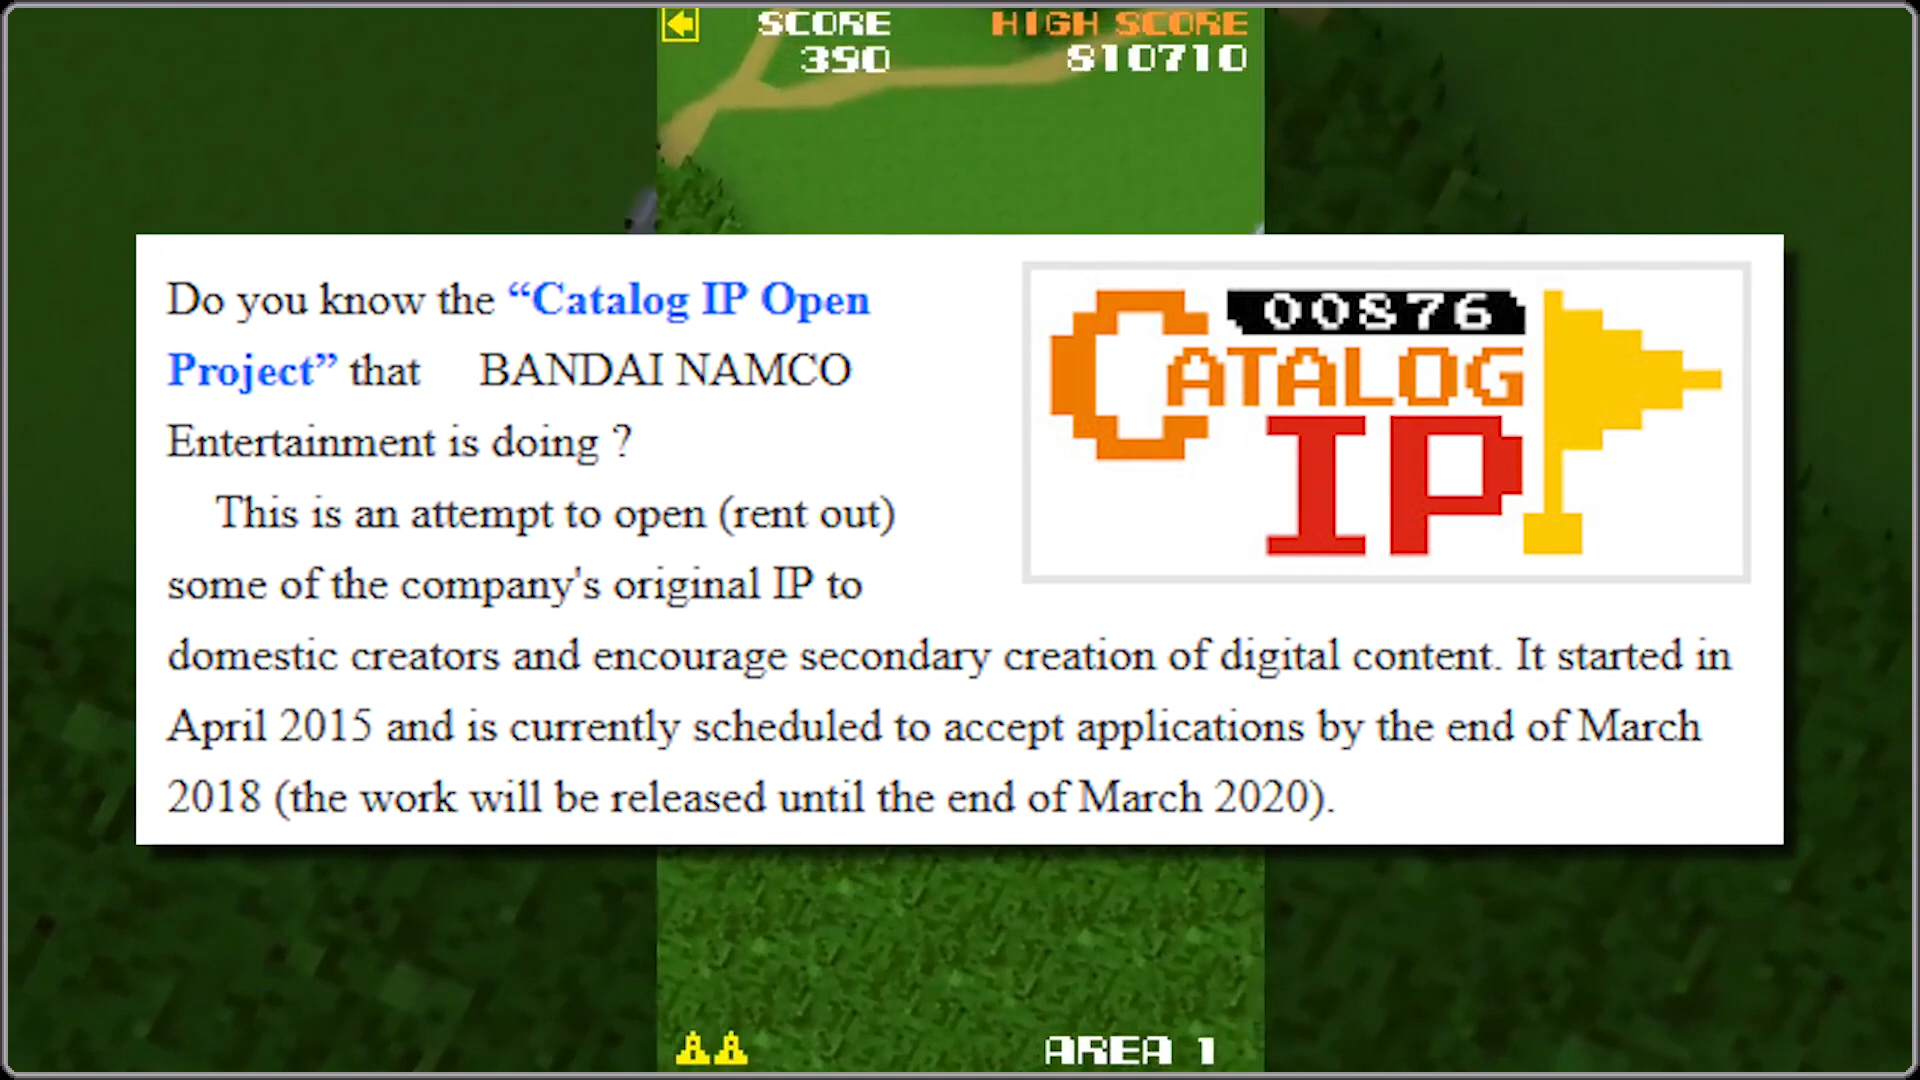 SCORE
HIGH SCORE
390
810710
Do you know the “Catalog IP Open
Project” that BANDAI NAMCO
Entertainment is doing ?
This is an attempt to open (rent out)
some of the company's original IP to
domestic creators and encourage secondary creation of digital content. It started in
April 2015 and is currently scheduled to accept applications by the end of March
2018 (the work will be released until the end of March 2020).
00876
CATALOG
IP
AREA 1